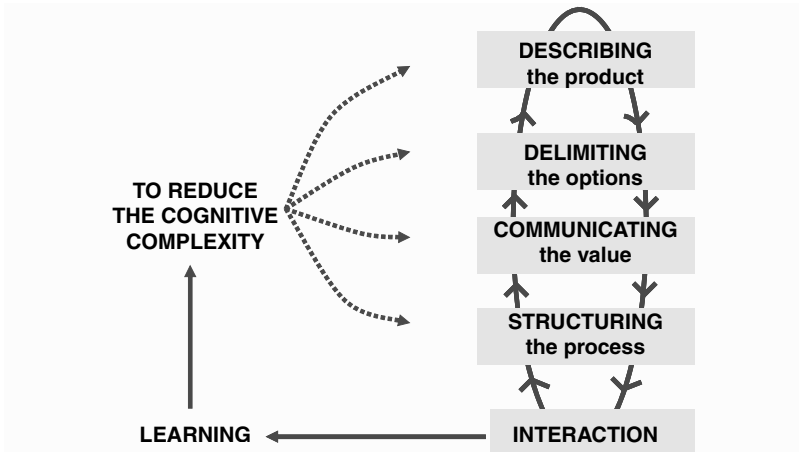 DESCRIBING
the product
DELIMITING
the options
TO REDUCE
THE COGNITIVE
COMPLEXITY
COMMUNICATING
the value
STRUCTURING
the process
LEARNING
INTERACTION